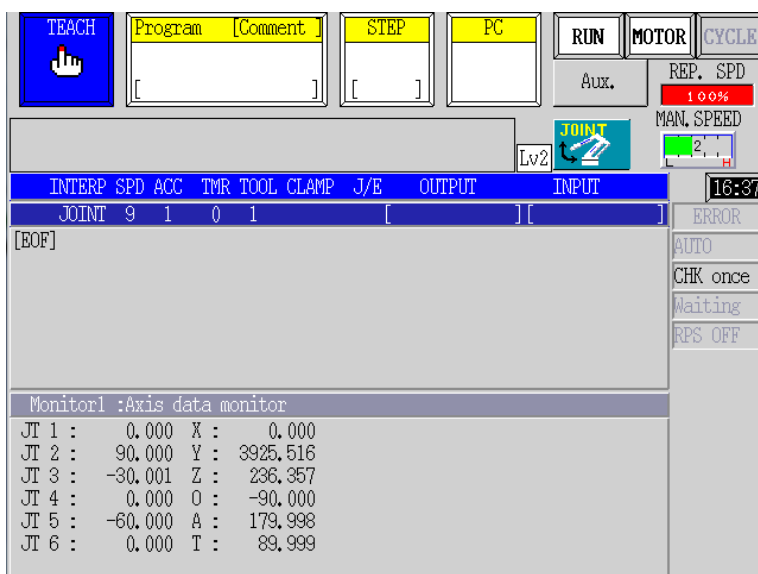 TEACH
Program [Comment ]
STEP
PC
RUN
MOTOR
CYCLE
[ ]
[ ]
Aux.
REP. SPD
100%
MAN.SPEED
2
L H
Lv2
JOINT
INTERP SPD ACC TMR TOOL CLAMP J/E OUTPUT INPUT
16:37
JOINT 9 1 0 1 [ ][ ]
ERROR
[EOF]
AUTO
CHK once
Waiting
RPS OFF
Monitor1 :Axis data monitor
JT 1 : 0.000 X : 0.000
JT 2 : 90.000 Y : 3925.516
JT 3 : -30.001 Z : 236.357
JT 4 : 0.000 O : -90.000
JT 5 : -60.000 A : 179.998
JT 6 : 0.000 T : 89.999